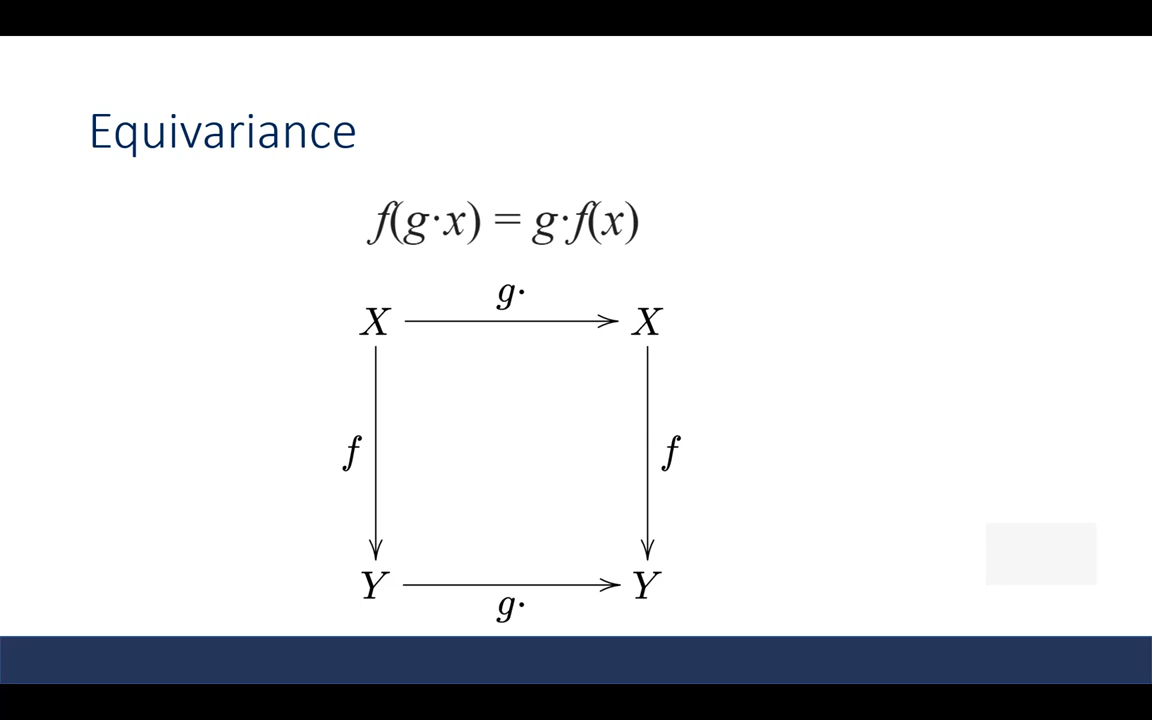 Equivariance
f(g·x) = g·f(x)
g·
X X
f f
Y Y
g·